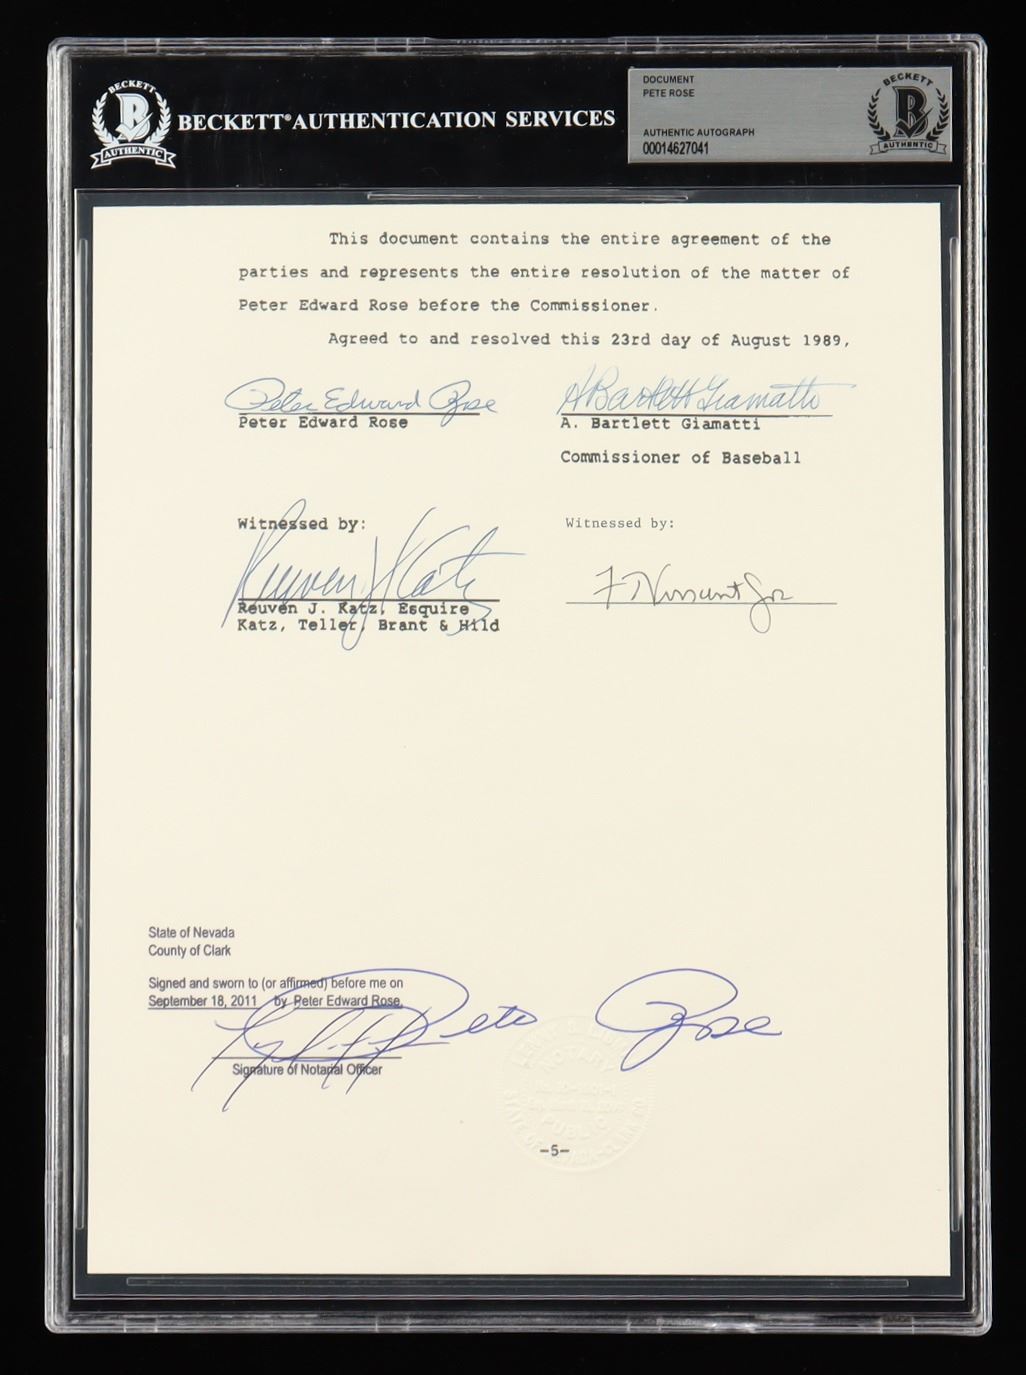 BECKETT
B
AUTHENTIC
BECKETT® AUTHENTICATION SERVICES
DOCUMENT
PETE ROSE
AUTHENTIC AUTOGRAPH
00014627041
BECKETT
B
AUTHENTIC
This document contains the entire agreement of the
parties and represents the entire resolution of the matter of
Peter Edward Rose before the Commissioner.
Agreed to and resolved this 23rd day of August 1989,
Peter Edward Rose
Peter Edward Rose
A Bartlett Giamatti
A. Bartlett Giamatti
Commissioner of Baseball
Witnessed by:
Reuven J Katz
Reuven J. Katz, Esquire
Katz, Teller, Brant & Hild
Witnessed by:
F T Vincent Jr
State of Nevada
County of Clark
Signed and sworn to (or affirmed) before me on
September 18, 2011 by Peter Edward Rose.
Pete Rose
Signature of Notarial Officer
NOTARY
PUBLIC
-5-